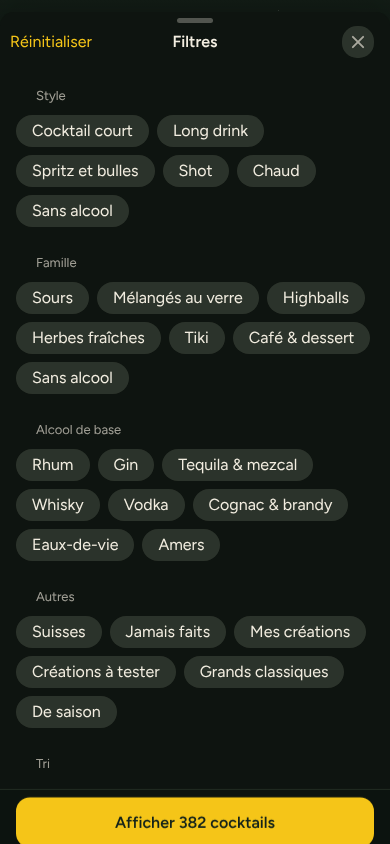 Réinitialiser Filtres
Style
Cocktail court Long drink
Spritz et bulles Shot Chaud
Sans alcool
Famille
Sours Mélangés au verre Highballs
Herbes fraîches Tiki Café & dessert
Sans alcool
Alcool de base
Rhum Gin Tequila & mezcal
Whisky Vodka Cognac & brandy
Eaux-de-vie Amers
Autres
Suisses Jamais faits Mes créations
Créations à tester Grands classiques
De saison
Tri
Afficher 382 cocktails